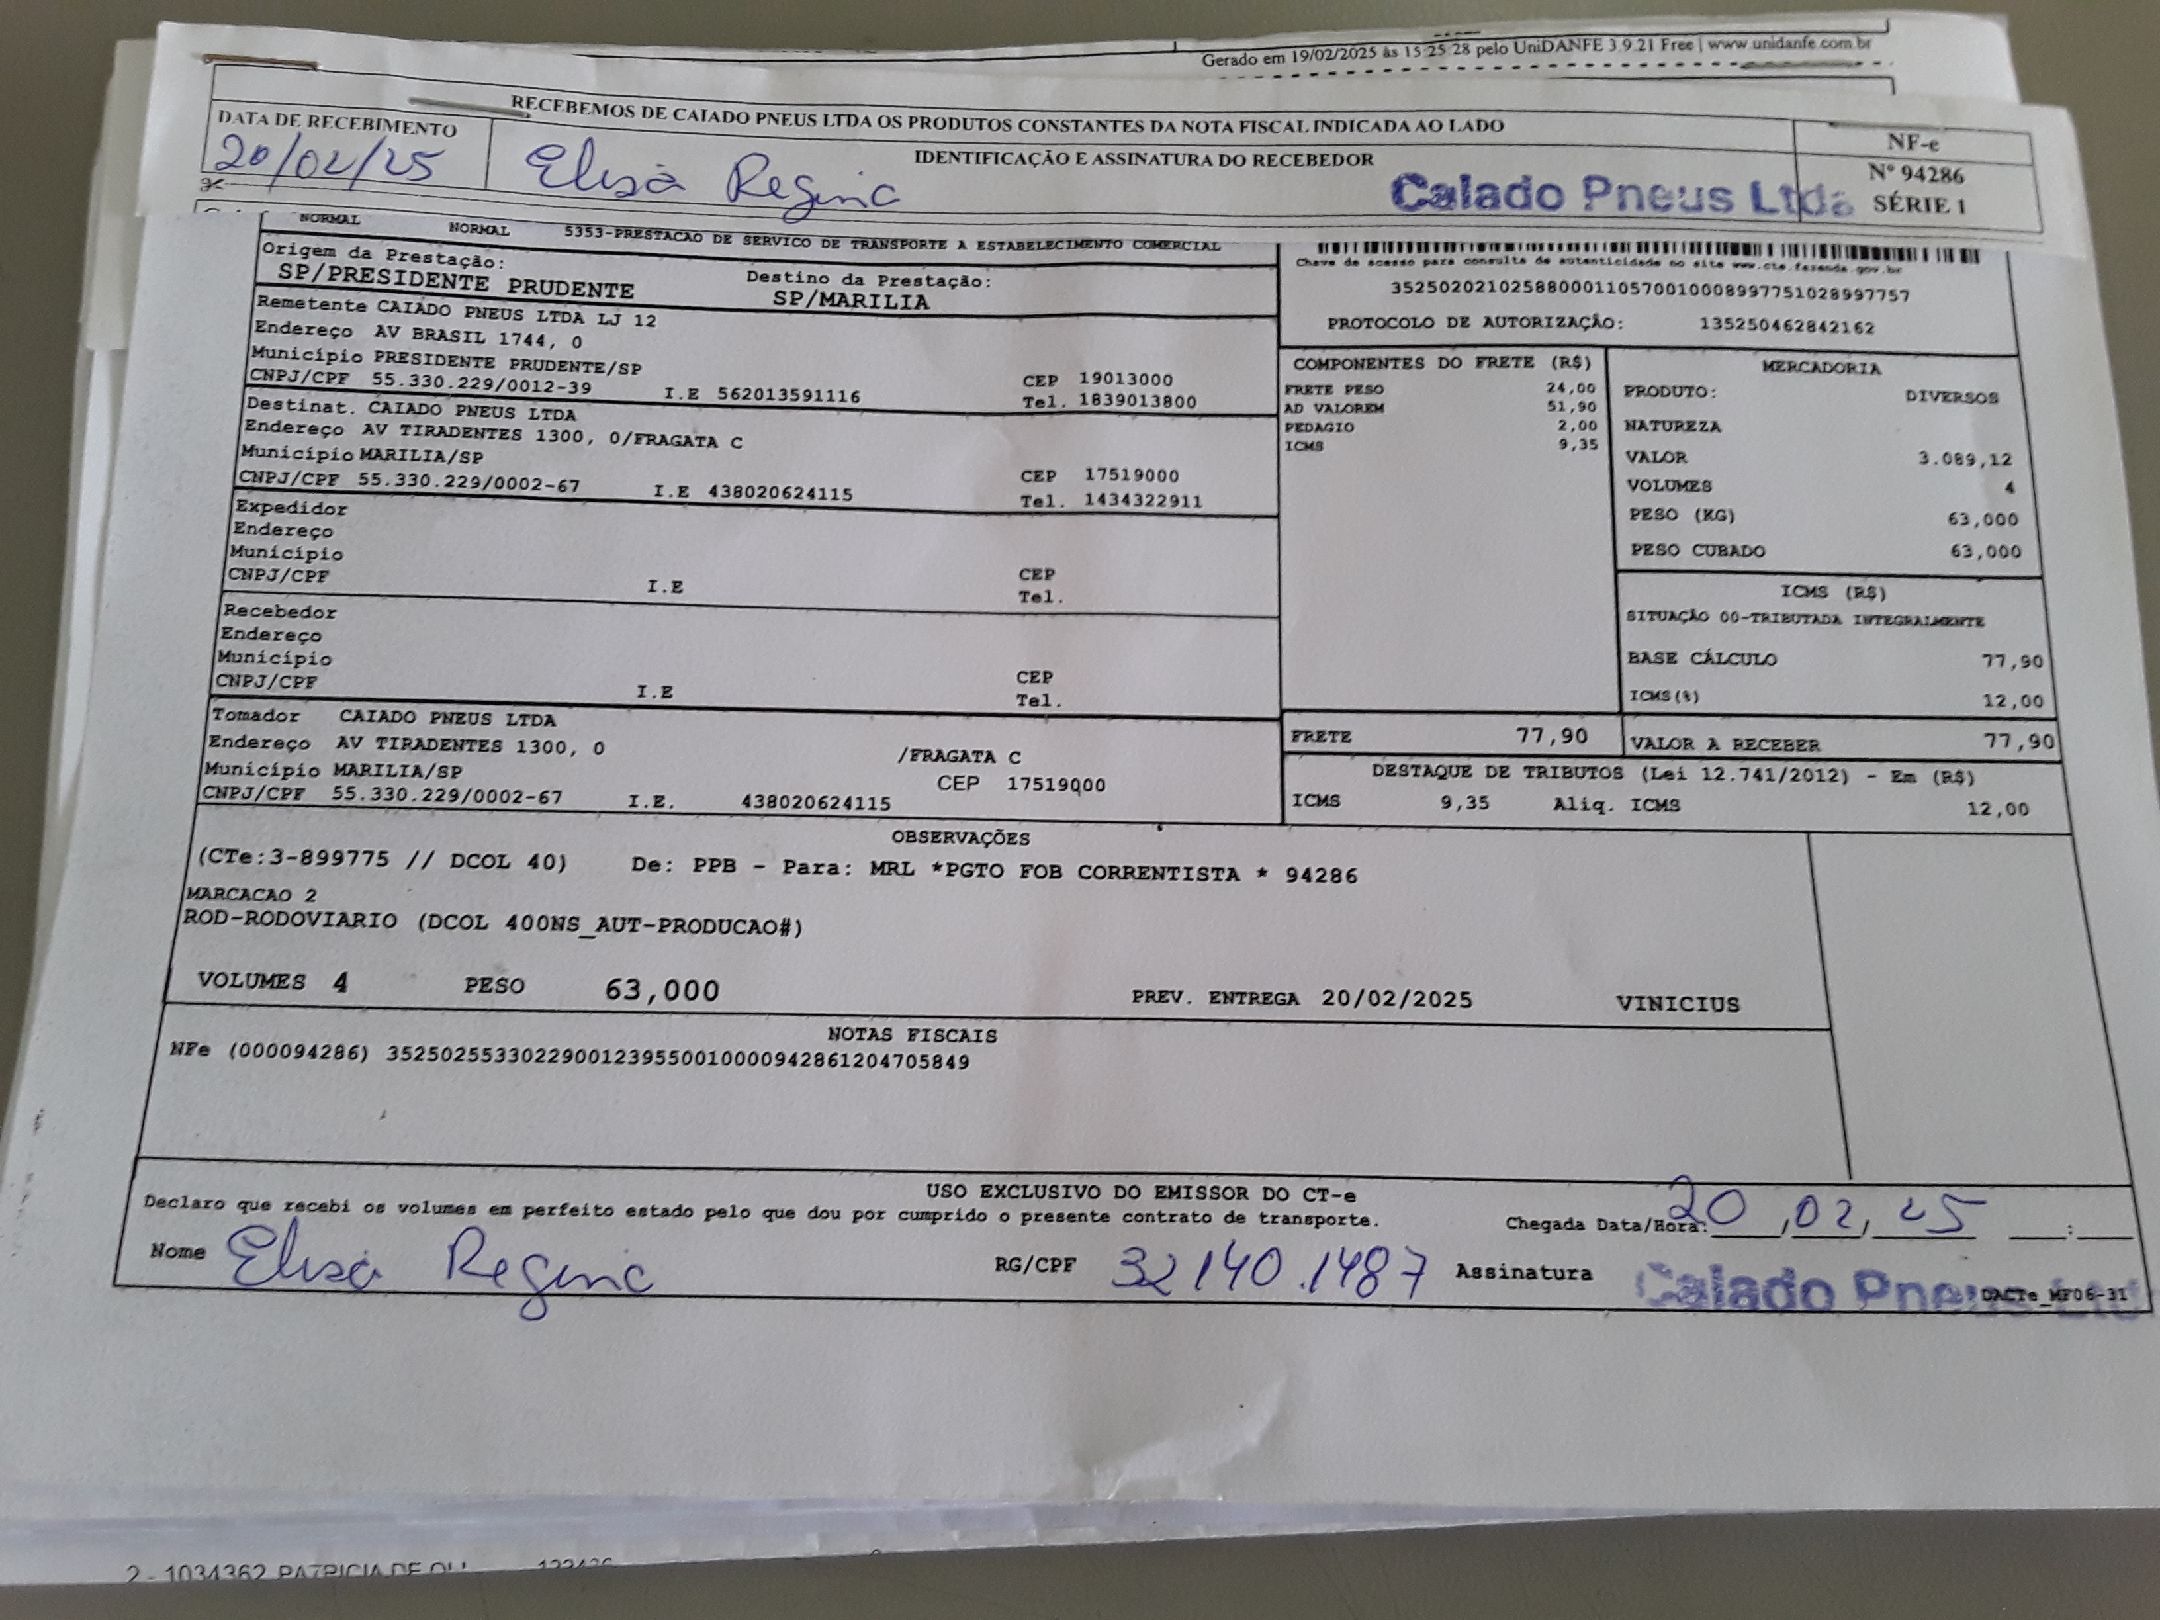 Gerado em 19/02/2025 às 15:25:28 pelo UniDANFE 3.9.21 Free | www.unidanfe.com.br
RECEBEMOS DE CAIADO PNEUS LTDA OS PRODUTOS CONSTANTES DA NOTA FISCAL INDICADA AO LADO
DATA DE RECEBIMENTO
20/02/25
IDENTIFICAÇÃO E ASSINATURA DO RECEBEDOR
Elisa Regina
Caiado Pneus Ltda
NF-e
Nº 94286
SÉRIE 1
NORMAL NORMAL 5353-PRESTACAO DE SERVICO DE TRANSPORTE A ESTABELECIMENTO COMERCIAL
Origem da Prestação: Destino da Prestação:
SP/PRESIDENTE PRUDENTE SP/MARILIA
Chave de acesso para consulta de autenticidade no site www.cte.fazenda.gov.br
35250202102588000110570010008997751028997757
PROTOCOLO DE AUTORIZAÇÃO: 135250462842162
Remetente CAIADO PNEUS LTDA LJ 12
Endereço AV BRASIL 1744, 0
Município PRESIDENTE PRUDENTE/SP CEP 19013000
CNPJ/CPF 55.330.229/0012-39 I.E 562013591116 Tel. 1839013800
Destinat. CAIADO PNEUS LTDA
Endereço AV TIRADENTES 1300, 0/FRAGATA C
Município MARILIA/SP CEP 17519000
CNPJ/CPF 55.330.229/0002-67 I.E 438020624115 Tel. 1434322911
Expedidor
Endereço
Município CEP
CNPJ/CPF I.E Tel.
Recebedor
Endereço
Município CEP
CNPJ/CPF I.E Tel.
Tomador CAIADO PNEUS LTDA
Endereço AV TIRADENTES 1300, 0 /FRAGATA C
Município MARILIA/SP CEP 17519000
CNPJ/CPF 55.330.229/0002-67 I.E. 438020624115
COMPONENTES DO FRETE (R$)
FRETE PESO 24,00
AD VALOREM 51,90
PEDAGIO 2,00
ICMS 9,35
MERCADORIA
PRODUTO: DIVERSOS
NATUREZA
VALOR 3.089,12
VOLUMES 4
PESO (KG) 63,000
PESO CUBADO 63,000
ICMS (R$)
SITUAÇÃO 00-TRIBUTADA INTEGRALMENTE
BASE CÁLCULO 77,90
ICMS(%) 12,00
FRETE 77,90
VALOR A RECEBER 77,90
DESTAQUE DE TRIBUTOS (Lei 12.741/2012) - Em (R$)
ICMS 9,35 Aliq. ICMS 12,00
OBSERVAÇÕES
(CTe:3-899775 // DCOL 40) De: PPB - Para: MRL *PGTO FOB CORRENTISTA * 94286
MARCACAO 2
ROD-RODOVIARIO (DCOL 400NS_AUT-PRODUCAO#)
VOLUMES 4 PESO 63,000 PREV. ENTREGA 20/02/2025 VINICIUS
NOTAS FISCAIS
NFe (000094286) 35250255330229001239550010000942861204705849
USO EXCLUSIVO DO EMISSOR DO CT-e
Declaro que recebi os volumes em perfeito estado pelo que dou por cumprido o presente contrato de transporte.
Chegada Data/Hora: 20,02,25 :
Nome Elisa Regina RG/CPF 32140.1487 Assinatura Caiado Pneus Ltd
DACTe_MF06-31
2 - 1034362 PATRICIA DE OLI